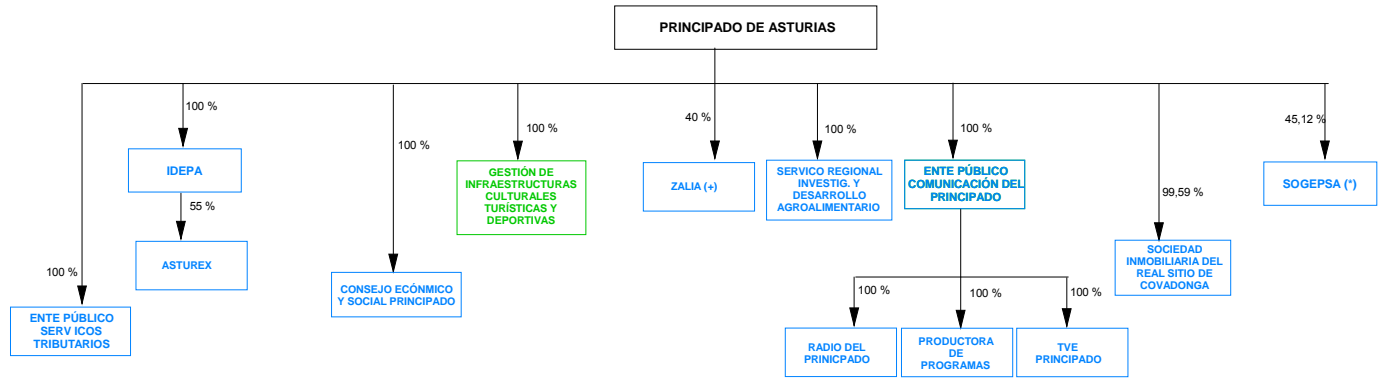 PRINCIPADO DE ASTURIAS
100 %
100 %
100 %
100 %
40 %
100 %
100 %
99,59 %
45,12 %
IDEPA
55 %
ASTUREX
ENTE PÚBLICO
SERV ICOS
TRIBUTARIOS
CONSEJO ECÓNMICO
Y SOCIAL PRINCIPADO
GESTIÓN DE
INFRAESTRUCTURAS
CULTURALES
TURÍSTICAS Y
DEPORTIVAS
ZALIA (+)
SERVICO REGIONAL
INVESTIG. Y
DESARROLLO
AGROALIMENTARIO
ENTE PÚBLICO
COMUNICACIÓN DEL
PRINCIPADO
SOCIEDAD
INMOBILIARIA DEL
REAL SITIO DE
COVADONGA
SOGEPSA (*)
100 %
100 %
100 %
RADIO DEL
PRINICPADO
PRODUCTORA
DE
PROGRAMAS
TVE
PRINCIPADO